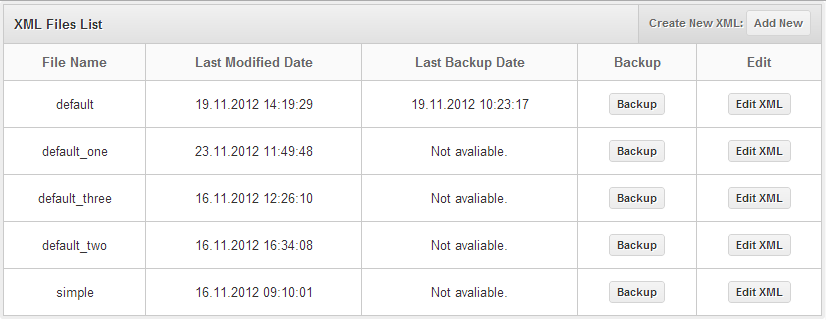 XML Files List Create New XML: Add New
File Name Last Modified Date Last Backup Date Backup Edit
default 19.11.2012 14:19:29 19.11.2012 10:23:17 Backup Edit XML
default_one 23.11.2012 11:49:48 Not avaliable. Backup Edit XML
default_three 16.11.2012 12:26:10 Not avaliable. Backup Edit XML
default_two 16.11.2012 16:34:08 Not avaliable. Backup Edit XML
simple 16.11.2012 09:10:01 Not avaliable. Backup Edit XML